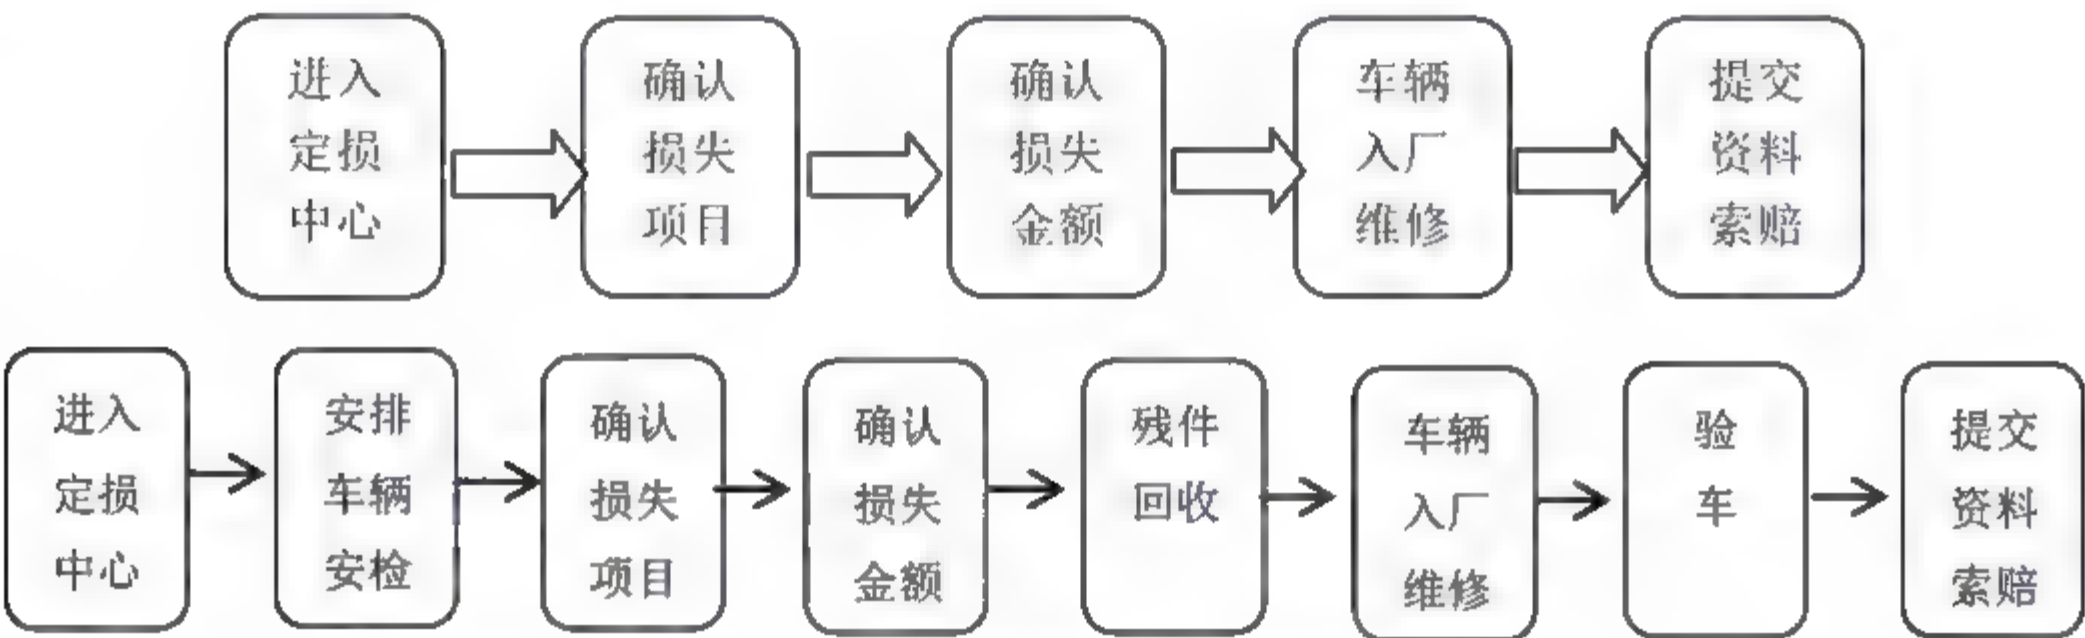 进入
定损
中心
确认
损失
项目
确认
损失
金额
车辆
入厂
维修
提交
资料
索赔
进入
定损
中心
安排
车辆
安检
确认
损失
项目
确认
损失
金额
残件
回收
车辆
入厂
维修
验
车
提交
资料
索赔